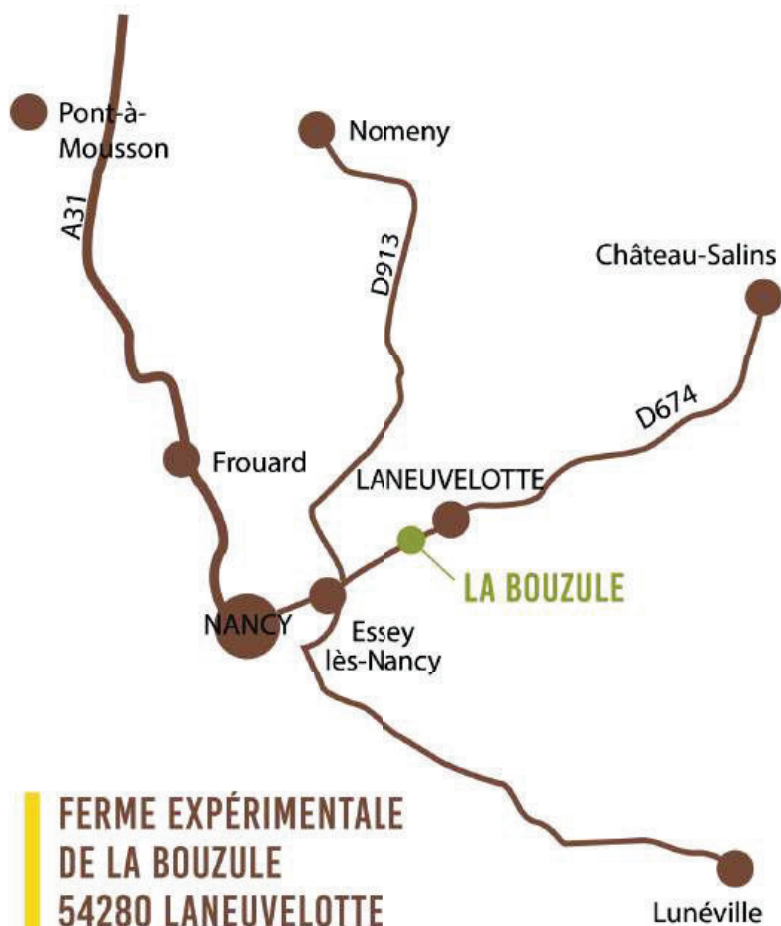 Pont-à-
Mousson
Nomeny
A31
D913
Château-Salins
D674
Frouard
LANEUVELOTTE
LA BOUZULE
NANCY
Essey
lès-Nancy
FERME EXPÉRIMENTALE
DE LA BOUZULE
54280 LANEUVELOTTE
Lunéville